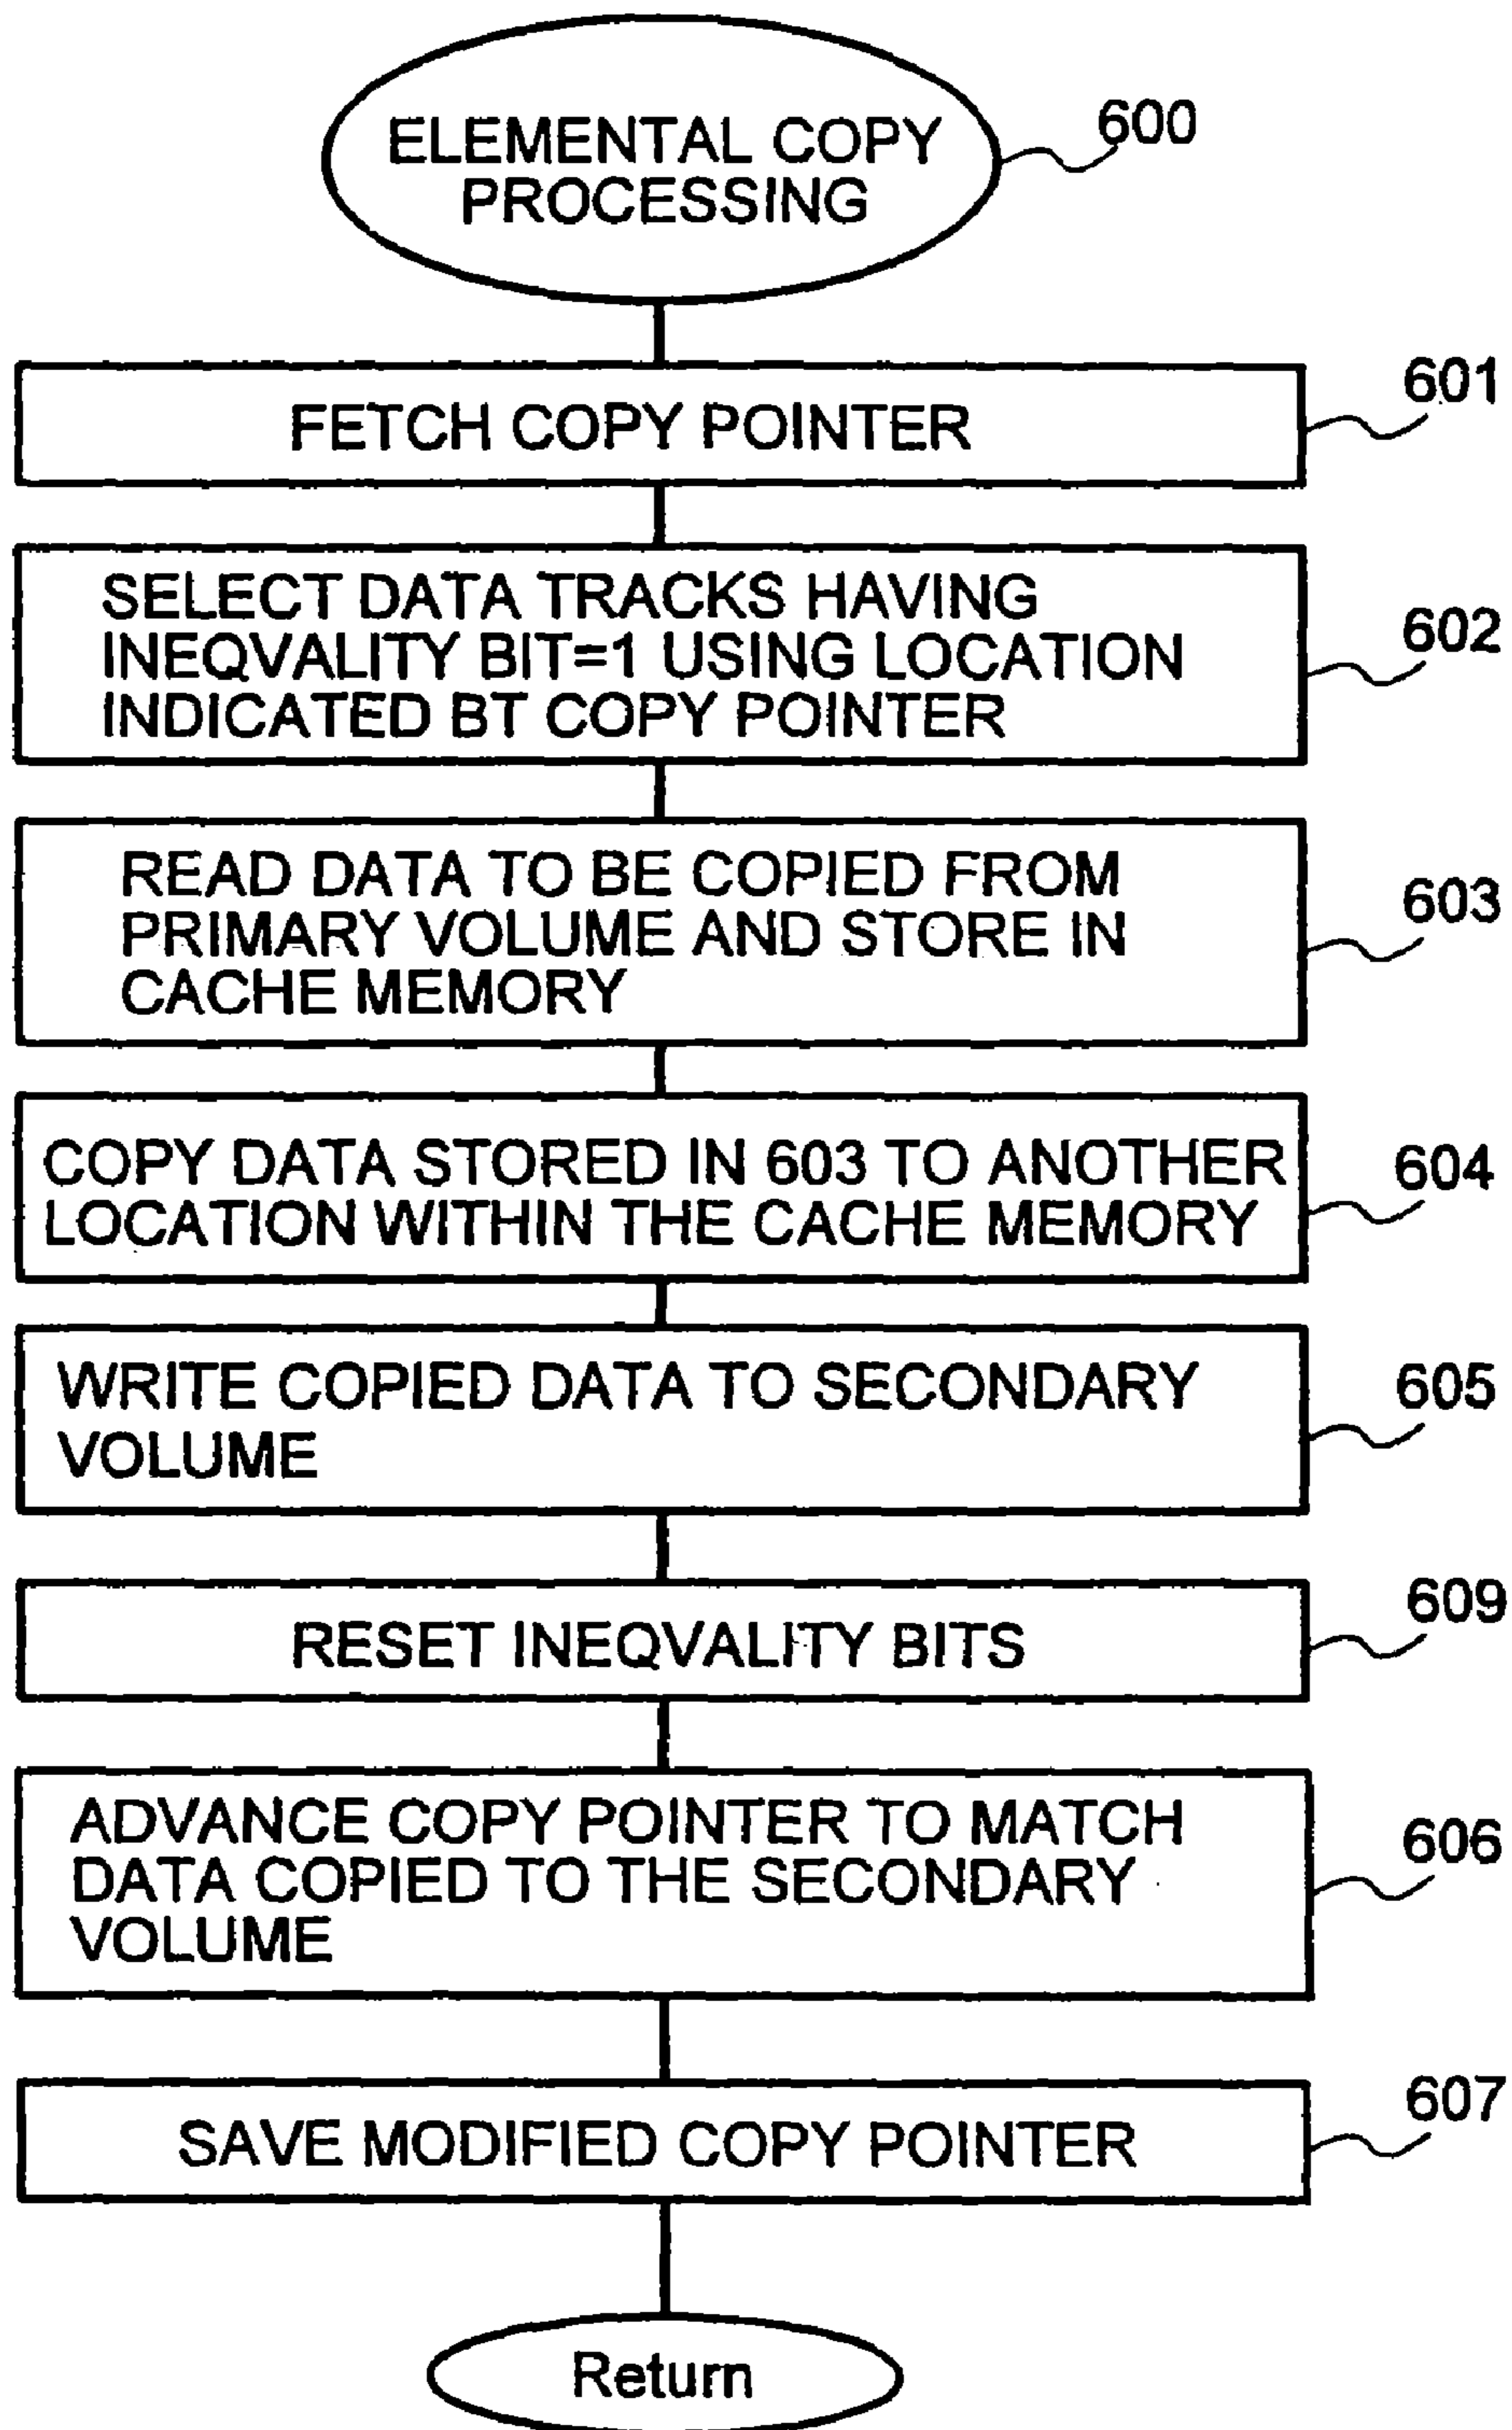 ELEMENTAL COPY
PROCESSING
600
FETCH COPY POINTER
601
SELECT DATA TRACKS HAVING
INEQVALITY BIT=1 USING LOCATION
INDICATED BT COPY POINTER
602
READ DATA TO BE COPIED FROM
PRIMARY VOLUME AND STORE IN
CACHE MEMORY
603
COPY DATA STORED IN 603 TO ANOTHER
LOCATION WITHIN THE CACHE MEMORY
604
WRITE COPIED DATA TO SECONDARY
VOLUME
605
RESET INEQVALITY BITS
609
ADVANCE COPY POINTER TO MATCH
DATA COPIED TO THE SECONDARY
VOLUME
606
SAVE MODIFIED COPY POINTER
607
Return